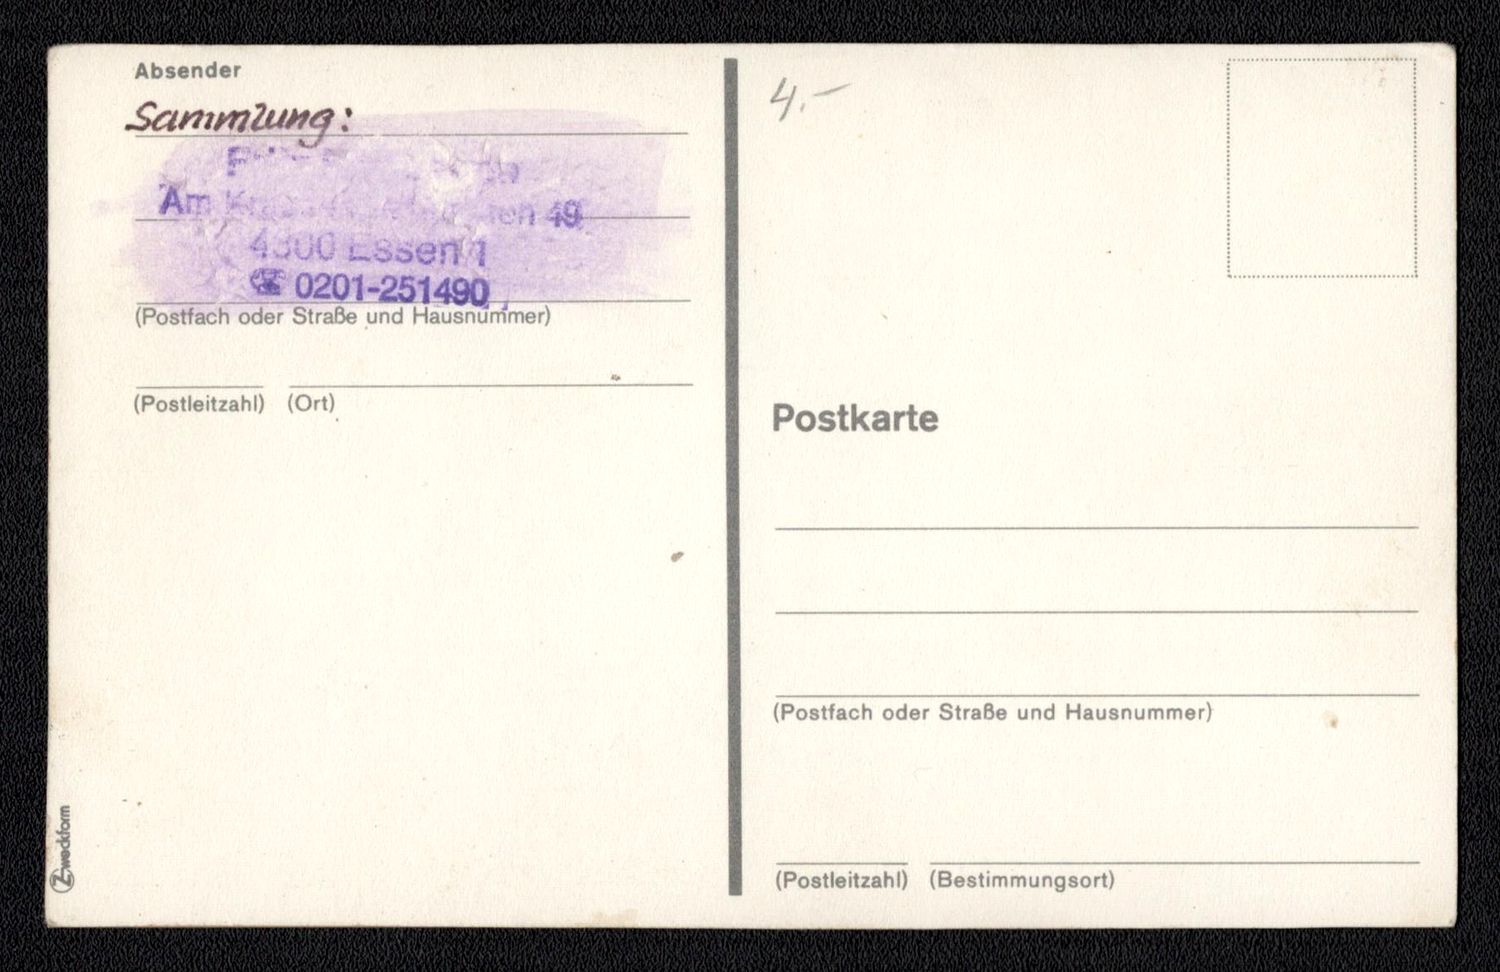 Absender
Sammlung:
Am 49
4300 Essen 1
☎ 0201-251490
(Postfach oder Straße und Hausnummer)
(Postleitzahl) (Ort)
Zweckform
4.-
Postkarte
(Postfach oder Straße und Hausnummer)
(Postleitzahl) (Bestimmungsort)